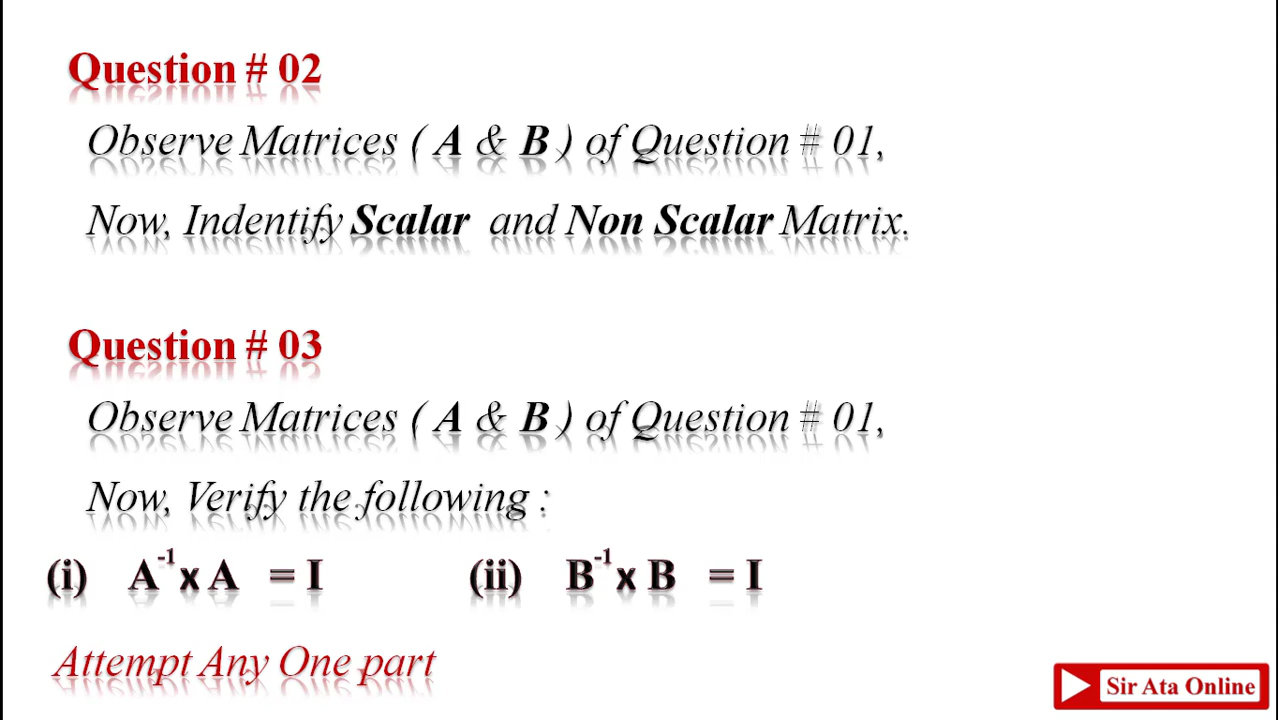 Question # 02
Observe Matrices ( A & B ) of Question # 01,
Now, Indentify Scalar and Non Scalar Matrix.
Question # 03
Observe Matrices ( A & B ) of Question # 01,
Now, Verify the following :
(i) A⁻¹ x A = I (ii) B⁻¹ x B = I
Attempt Any One part
Sir Ata Online